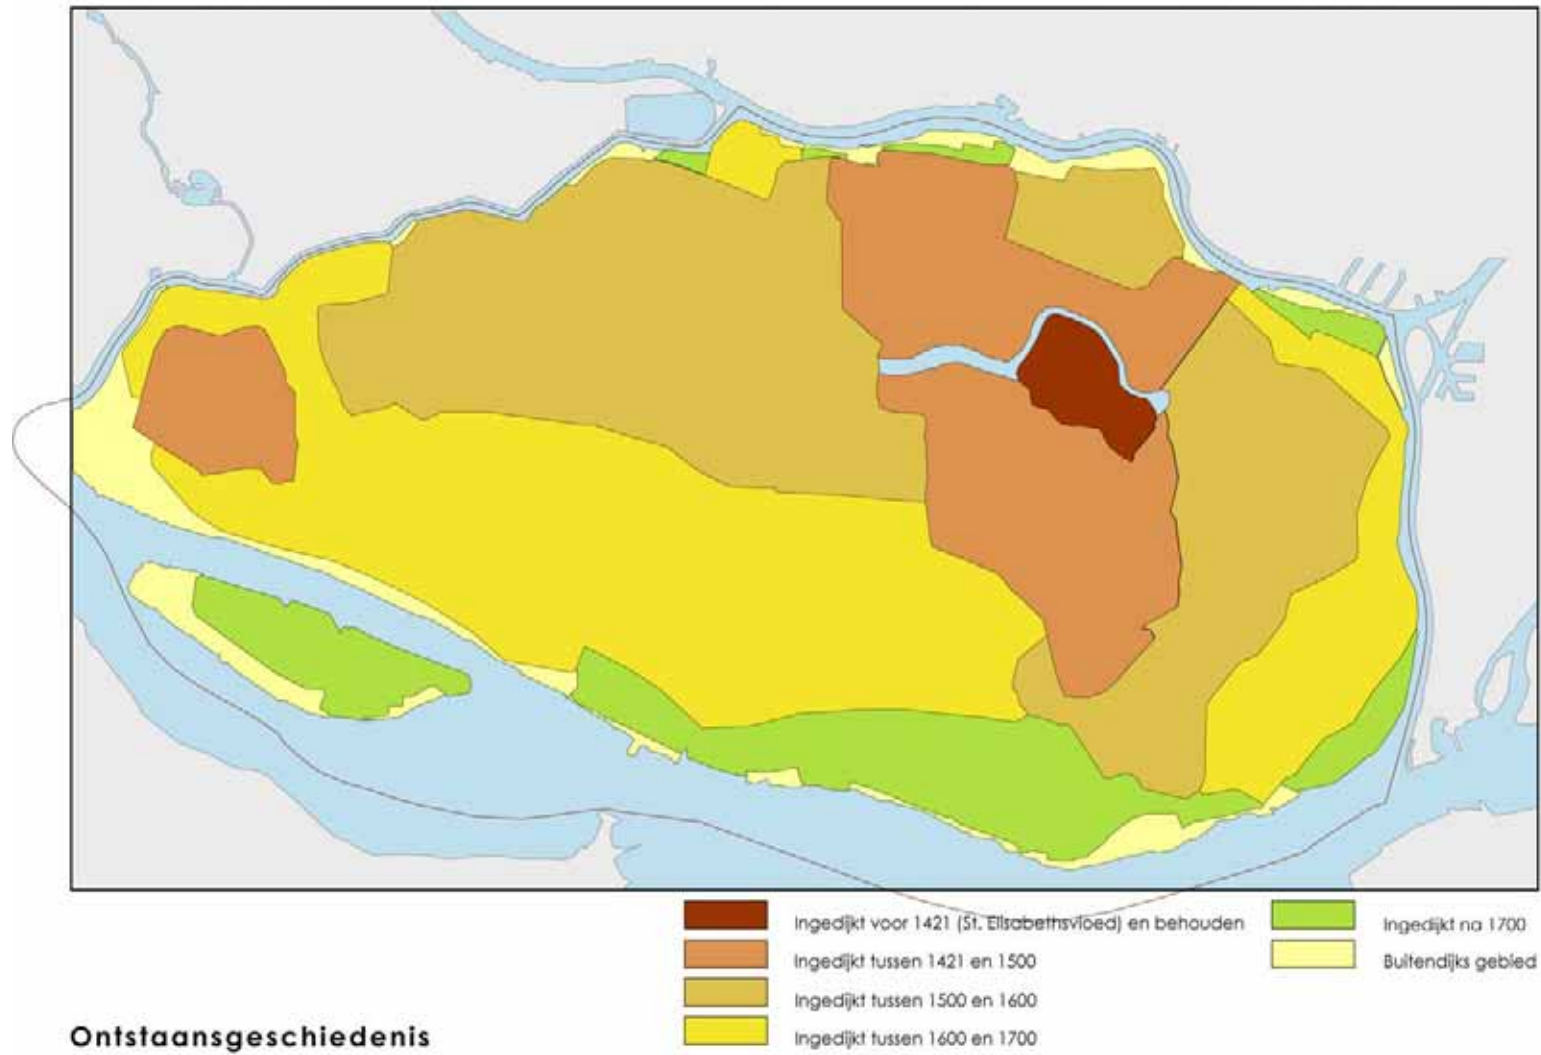 Ingedijkt voor 1421 (St. Elisabethsvloed) en behouden
Ingedijkt tussen 1421 en 1500
Ingedijkt tussen 1500 en 1600
Ingedijkt tussen 1600 en 1700
Ingedijkt na 1700
Buitendijks gebied
Ontstaansgeschiedenis